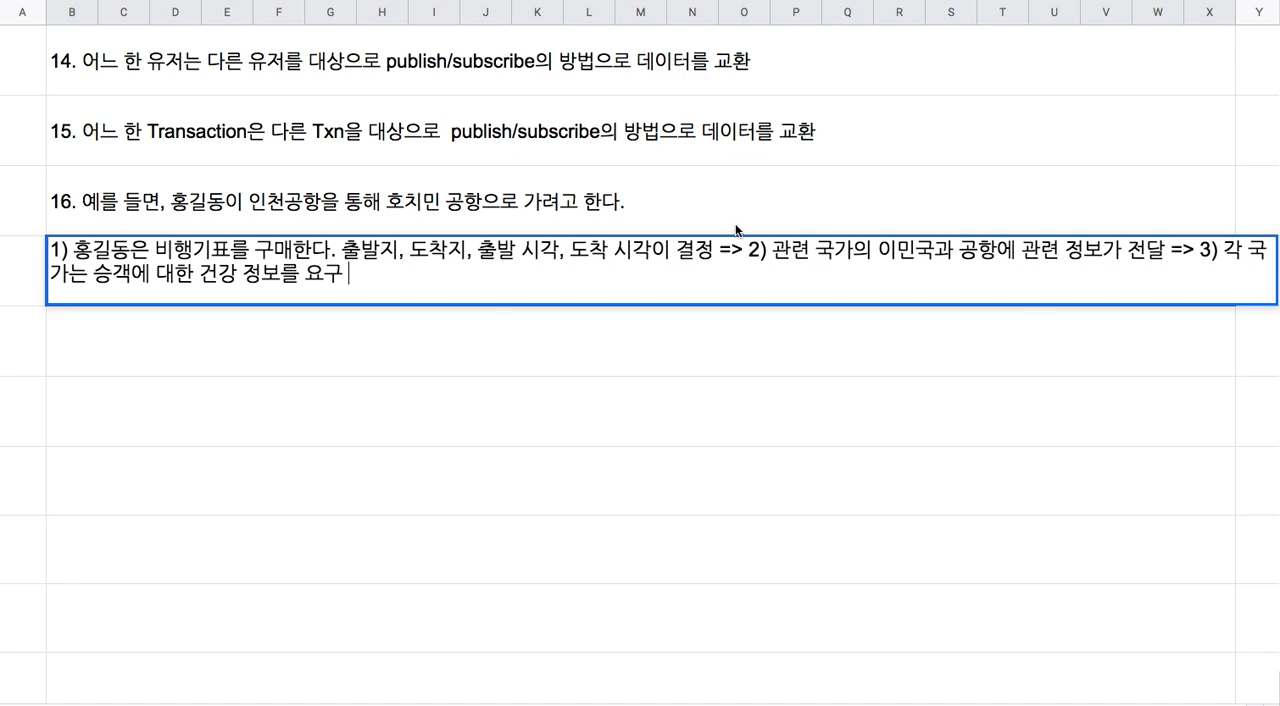 A B C D E F G H I J K L M N O P Q R S T U V W X Y
14. 어느 한 유저는 다른 유저를 대상으로 publish/subscribe의 방법으로 데이터를 교환
15. 어느 한 Transaction은 다른 Txn을 대상으로  publish/subscribe의 방법으로 데이터를 교환
16. 예를 들면, 홍길동이 인천공항을 통해 호치민 공항으로 가려고 한다.
1) 홍길동은 비행기표를 구매한다. 출발지, 도착지, 출발 시각, 도착 시각이 결정 => 2) 관련 국가의 이민국과 공항에 관련 정보가 전달 => 3) 각 국
가는 승객에 대한 건강 정보를 요구